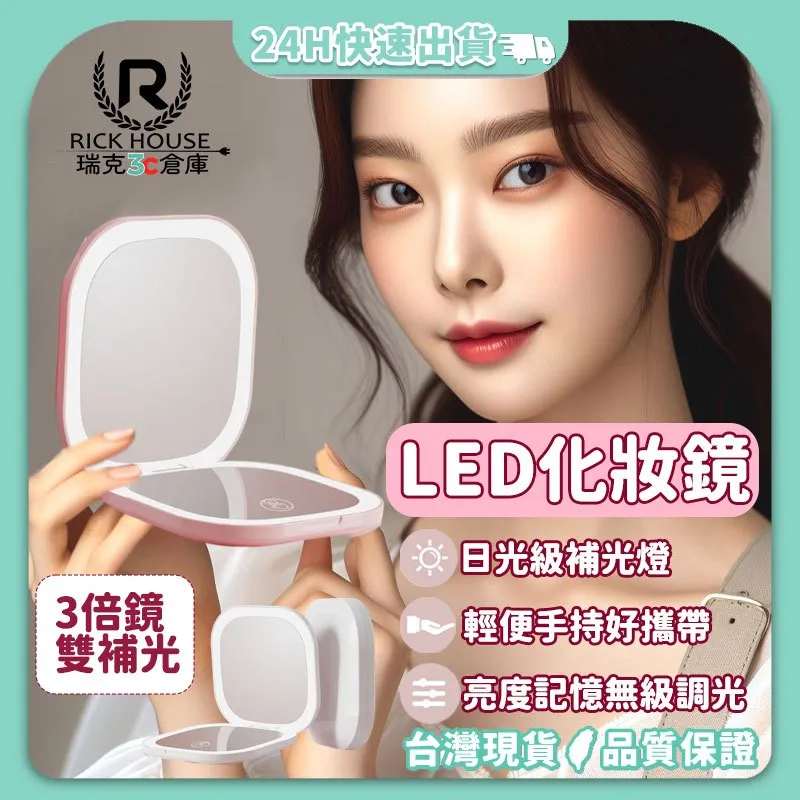 24H快速出貨
R
RICK HOUSE
瑞克3c倉庫
LED化妝鏡
日光級補光燈
輕便手持好攜帶
亮度記憶無級調光
3倍鏡
雙補光
台灣現貨 品質保證